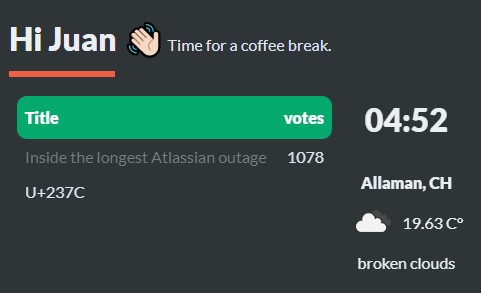 Hi Juan 👋🏻 Time for a coffee break.
Title votes
Inside the longest Atlassian outage 1078
U+237C
04:52
Allaman, CH
19.63 C°
broken clouds